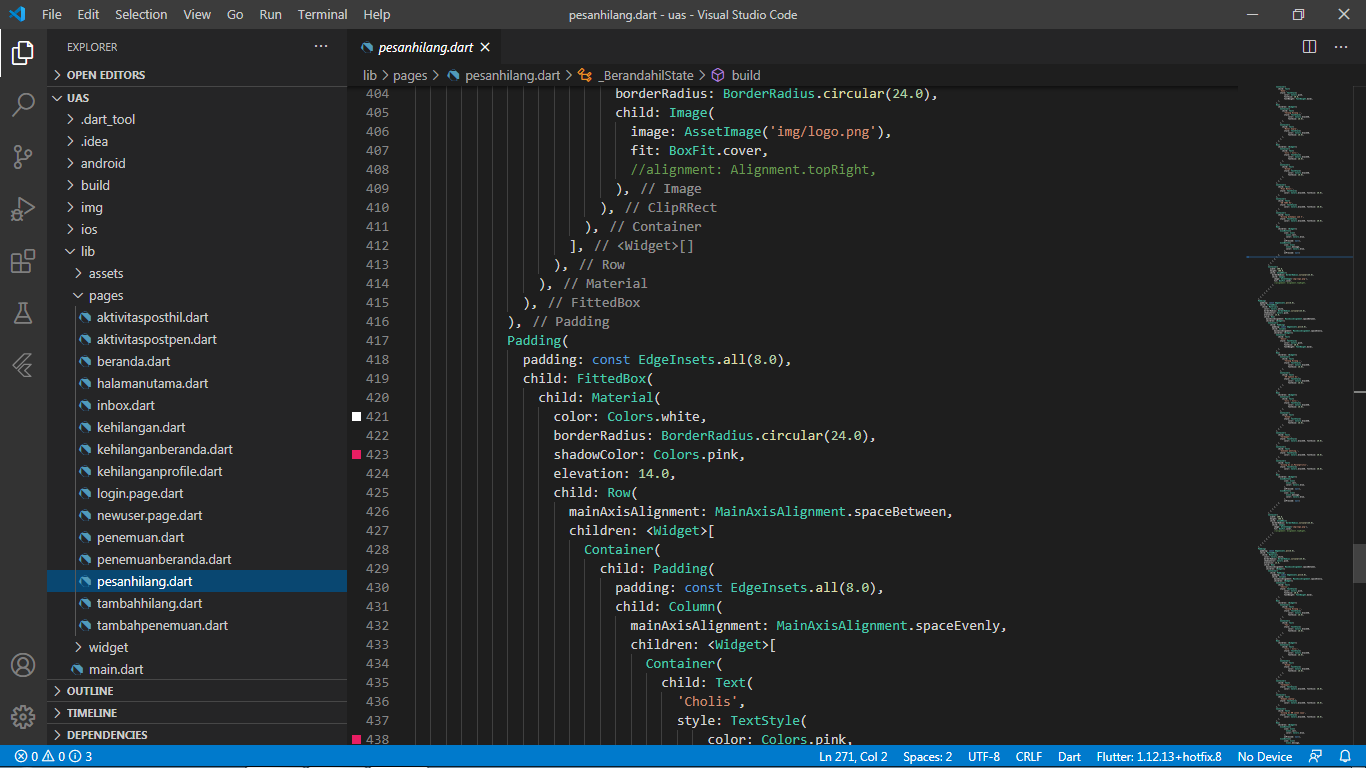 File Edit Selection View Go Run Terminal Help
pesanhilang.dart - uas - Visual Studio Code
EXPLORER
OPEN EDITORS
UAS
.dart_tool
.idea
android
build
img
ios
lib
assets
pages
aktivitasposthil.dart
aktivitaspostpen.dart
beranda.dart
halamanutama.dart
inbox.dart
kehilangan.dart
kehilanganberanda.dart
kehilanganprofile.dart
login.page.dart
newuser.page.dart
penemuan.dart
penemuanberanda.dart
pesanhilang.dart
tambahhilang.dart
tambahpenemuan.dart
widget
main.dart
OUTLINE
TIMELINE
DEPENDENCIES
pesanhilang.dart
lib > pages > pesanhilang.dart > _BerandahilState > build
404 borderRadius: BorderRadius.circular(24.0),
405 child: Image(
406 image: AssetImage('img/logo.png'),
407 fit: BoxFit.cover,
408 //alignment: Alignment.topRight,
409 ), // Image
410 ), // ClipRRect
411 ), // Container
412 ], // <Widget>[]
413 ), // Row
414 ), // Material
415 ), // FittedBox
416 ), // Padding
417 Padding(
418 padding: const EdgeInsets.all(8.0),
419 child: FittedBox(
420 child: Material(
421 color: Colors.white,
422 borderRadius: BorderRadius.circular(24.0),
423 shadowColor: Colors.pink,
424 elevation: 14.0,
425 child: Row(
426 mainAxisAlignment: MainAxisAlignment.spaceBetween,
427 children: <Widget>[
428 Container(
429 child: Padding(
430 padding: const EdgeInsets.all(8.0),
431 child: Column(
432 mainAxisAlignment: MainAxisAlignment.spaceEvenly,
433 children: <Widget>[
434 Container(
435 child: Text(
436 'Cholis',
437 style: TextStyle(
438 color: Colors.pink,
0 0 3
Ln 271, Col 2 Spaces: 2 UTF-8 CRLF Dart Flutter: 1.12.13+hotfix.8 No Device